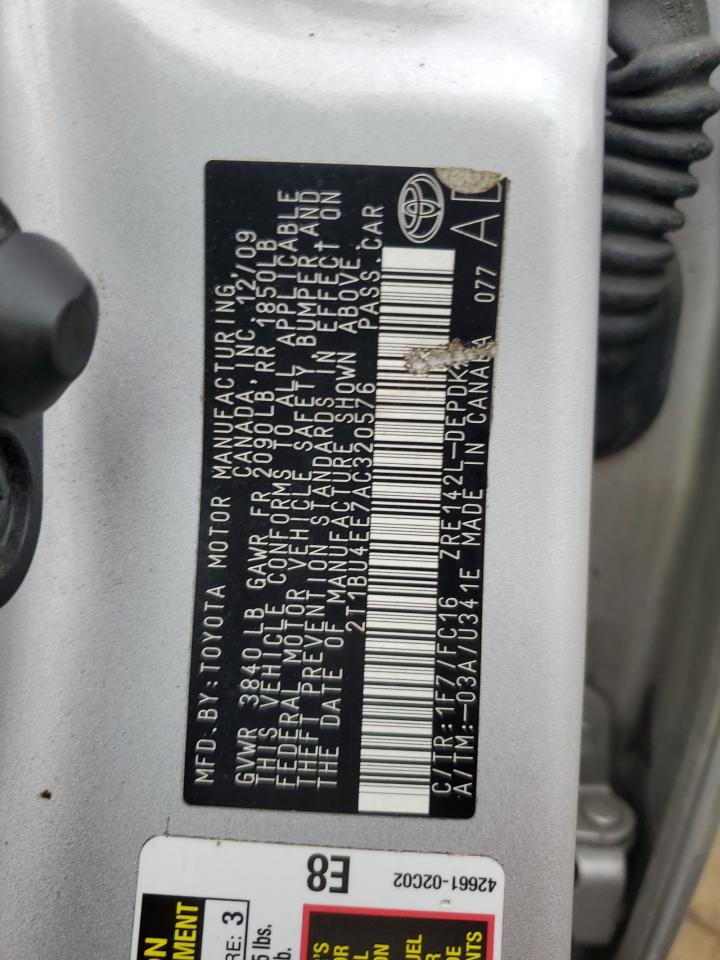 MFD.BY:TOYOTA MOTOR MANUFACTURING,
CANADA,INC. 12/09
GVWR 3840 LB GAWR FR 2090LB RR 1850LB
THIS VEHICLE CONFORMS TO ALL APPLICABLE
FEDERAL MOTOR VEHICLE SAFETY, BUMPER AND
THEFT PREVENTION STANDARDS IN EFFECT ON
THE DATE OF MANUFACTURE SHOWN ABOVE.
2T1BU4EE7AC320576 PASS.CAR
C/TR:1F7/FC16 ZRE142L-DEPDK
A/TM:-03A/U341E MADE IN CANADA 077
E8
42661-02C02
3